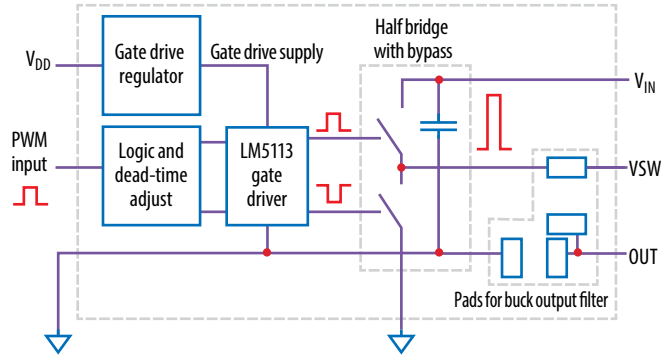 Half bridge
with bypass
V_DD
Gate drive
regulator
Gate drive supply
V_IN
PWM
input
Logic and
dead-time
adjust
LM5113
gate
driver
VSW
OUT
Pads for buck output filter